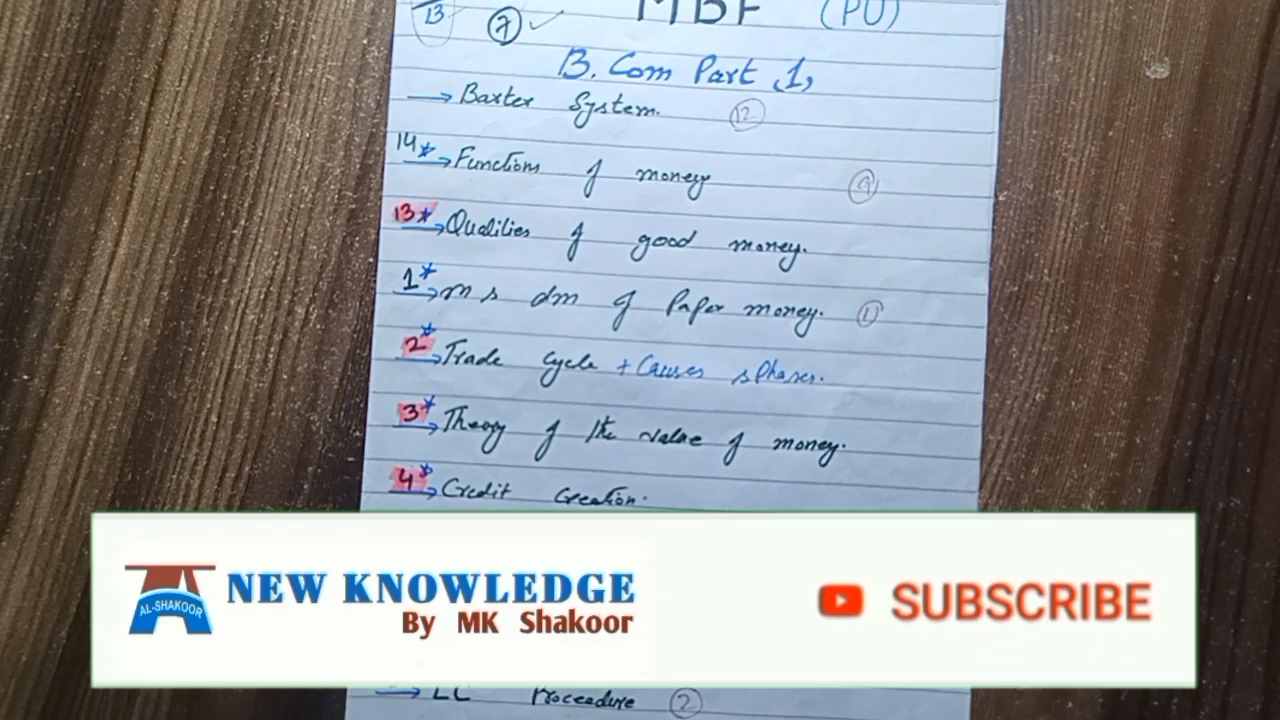 13 7 MBF (PU)
B. Com Part 1,
→ Barter System. 12
14* → Functions of money 9
13* → Qualities of good money.
1* → m s dm of Paper money. 1
2* → Trade Cycle + Causes s Phases.
3* → Theory of the value of money.
4* → Credit Creation.
AL-SHAKOOR
NEW KNOWLEDGE
By MK Shakoor
SUBSCRIBE
→ LC Proceedure 2